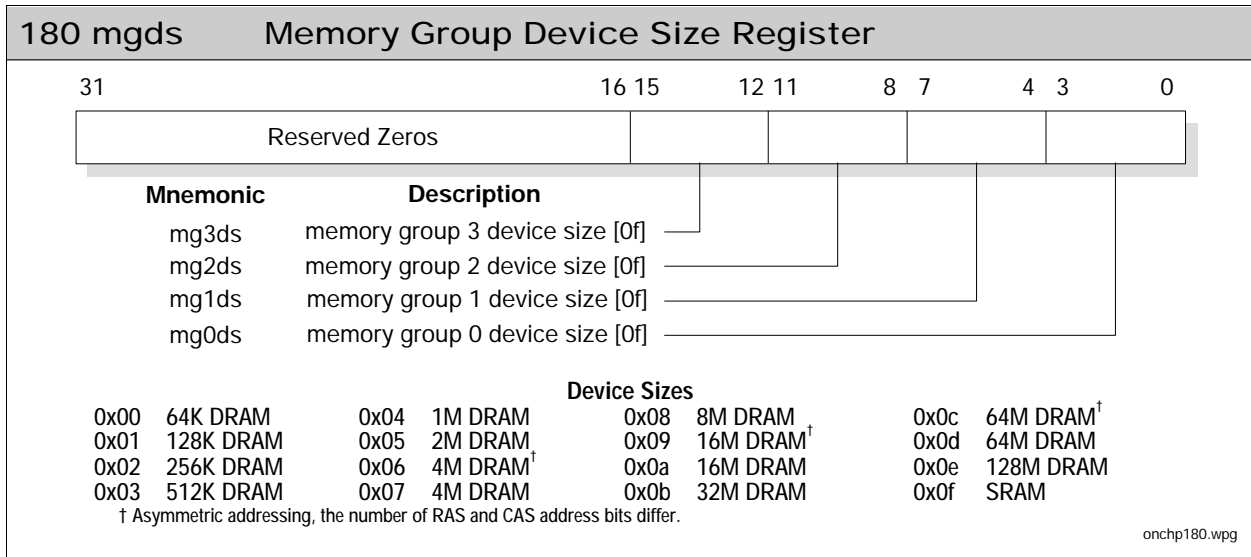 180 mgds Memory Group Device Size Register
31 16 15 12 11 8 7 4 3 0
Reserved Zeros
Mnemonic Description
mg3ds memory group 3 device size [0f]
mg2ds memory group 2 device size [0f]
mg1ds memory group 1 device size [0f]
mg0ds memory group 0 device size [0f]
Device Sizes
0x00 64K DRAM 0x04 1M DRAM 0x08 8M DRAM 0x0c 64M DRAM†
0x01 128K DRAM 0x05 2M DRAM 0x09 16M DRAM† 0x0d 64M DRAM
0x02 256K DRAM 0x06 4M DRAM† 0x0a 16M DRAM 0x0e 128M DRAM
0x03 512K DRAM 0x07 4M DRAM 0x0b 32M DRAM 0x0f SRAM
† Asymmetric addressing, the number of RAS and CAS address bits differ.
onchp180.wpg